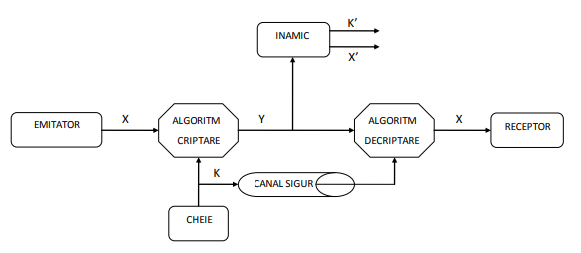 K’
INAMIC
X’
EMITATOR
X
ALGORITM
CRIPTARE
Y
ALGORITM
DECRIPTARE
X
RECEPTOR
K
CANAL SIGUR
CHEIE